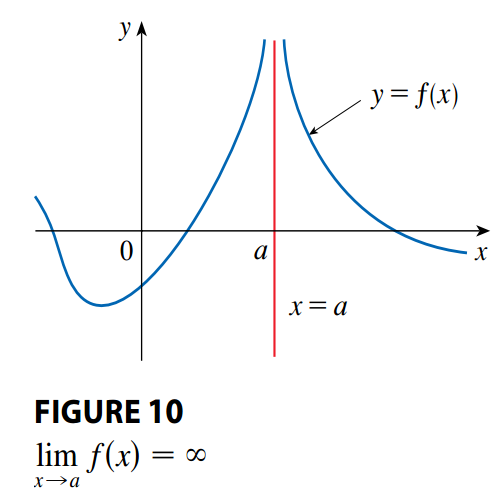 y
y = f(x)
0
a
x
x = a
FIGURE 10
lim f(x) = ∞
x→a